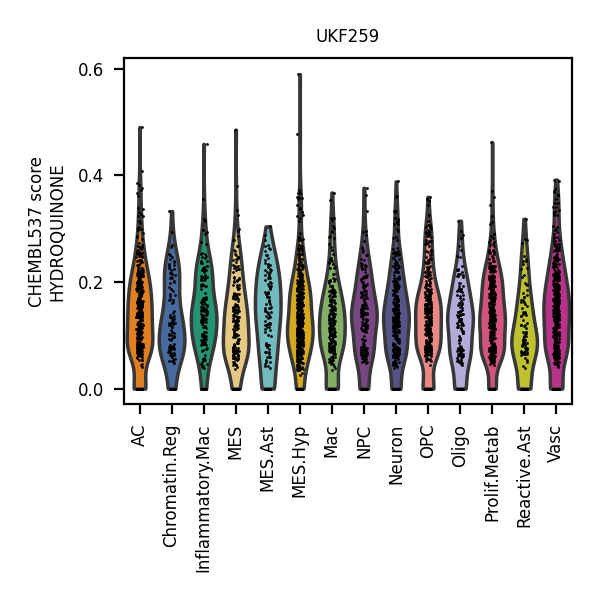 UKF259
CHEMBL537 score
HYDROQUINONE
0.6
0.4
0.2
0.0
AC
Chromatin.Reg
Inflammatory.Mac
MES
MES.Ast
MES.Hyp
Mac
NPC
Neuron
OPC
Oligo
Prolif.Metab
Reactive.Ast
Vasc